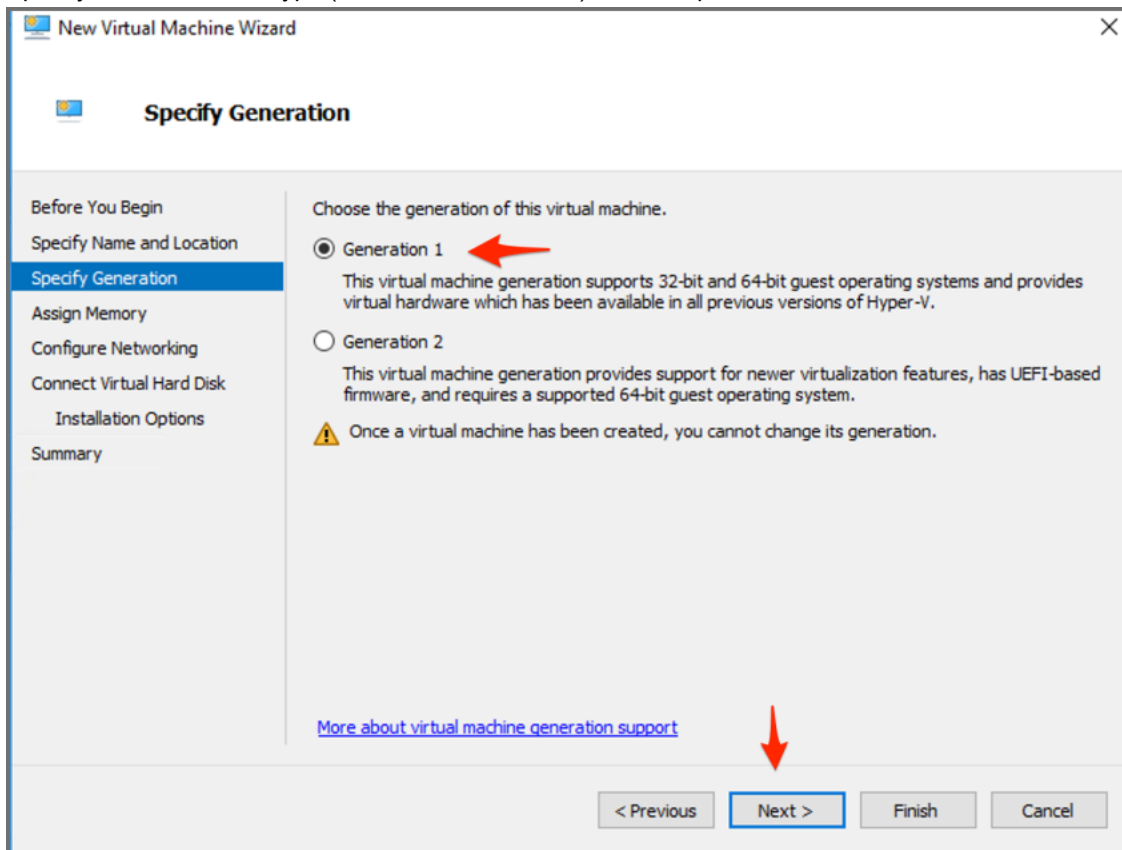 New Virtual Machine Wizard
Specify Generation
Before You Begin
Specify Name and Location
Specify Generation
Assign Memory
Configure Networking
Connect Virtual Hard Disk
Installation Options
Summary
Choose the generation of this virtual machine.
Generation 1
This virtual machine generation supports 32-bit and 64-bit guest operating systems and provides
virtual hardware which has been available in all previous versions of Hyper-V.
Generation 2
This virtual machine generation provides support for newer virtualization features, has UEFI-based
firmware, and requires a supported 64-bit guest operating system.
Once a virtual machine has been created, you cannot change its generation.
More about virtual machine generation support
< Previous
Next >
Finish
Cancel